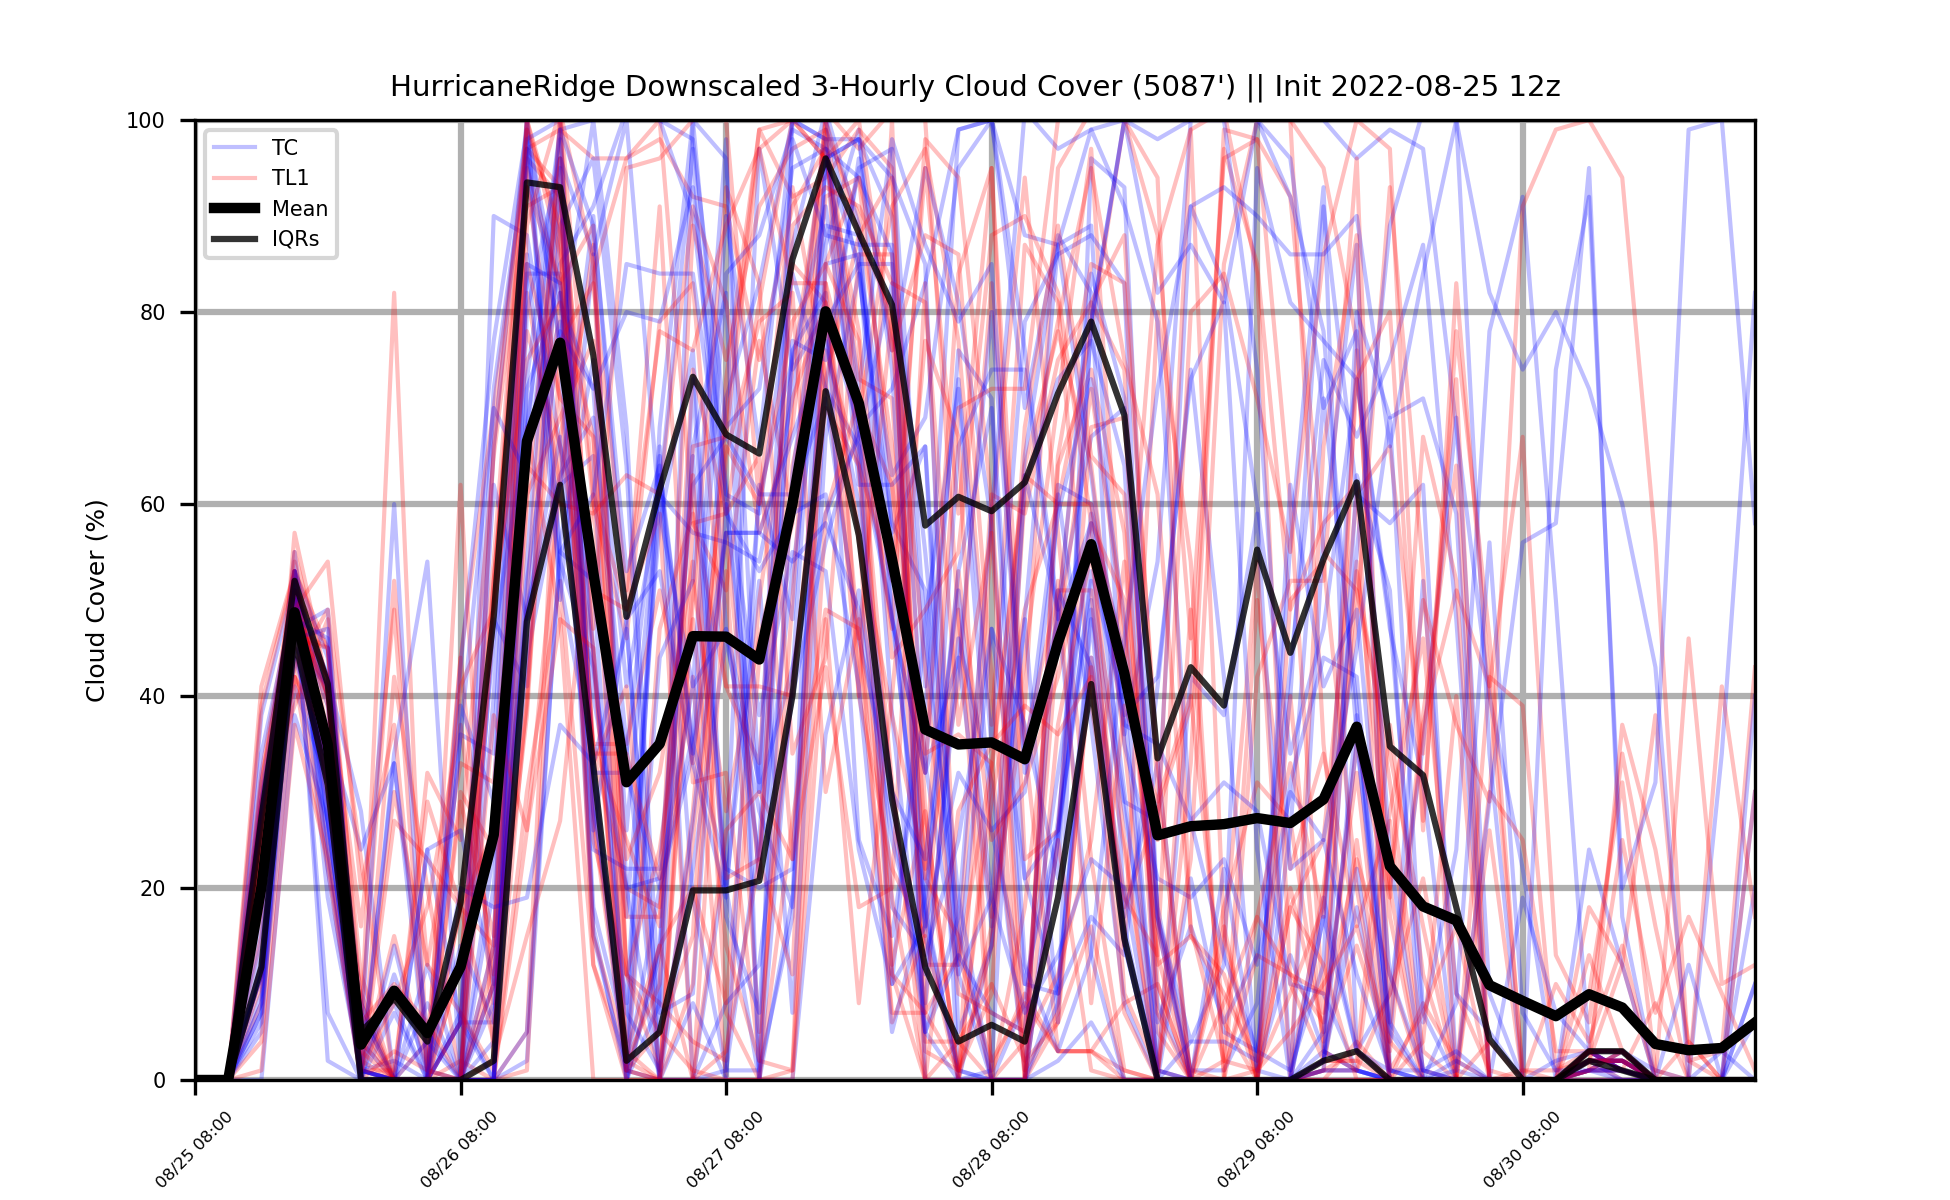 HurricaneRidge Downscaled 3-Hourly Cloud Cover (5087') || Init 2022-08-25 12z
TC
TL1
Mean
IQRs
Cloud Cover (%)
100
80
60
40
20
0
08/25 08:00
08/26 08:00
08/27 08:00
08/28 08:00
08/29 08:00
08/30 08:00